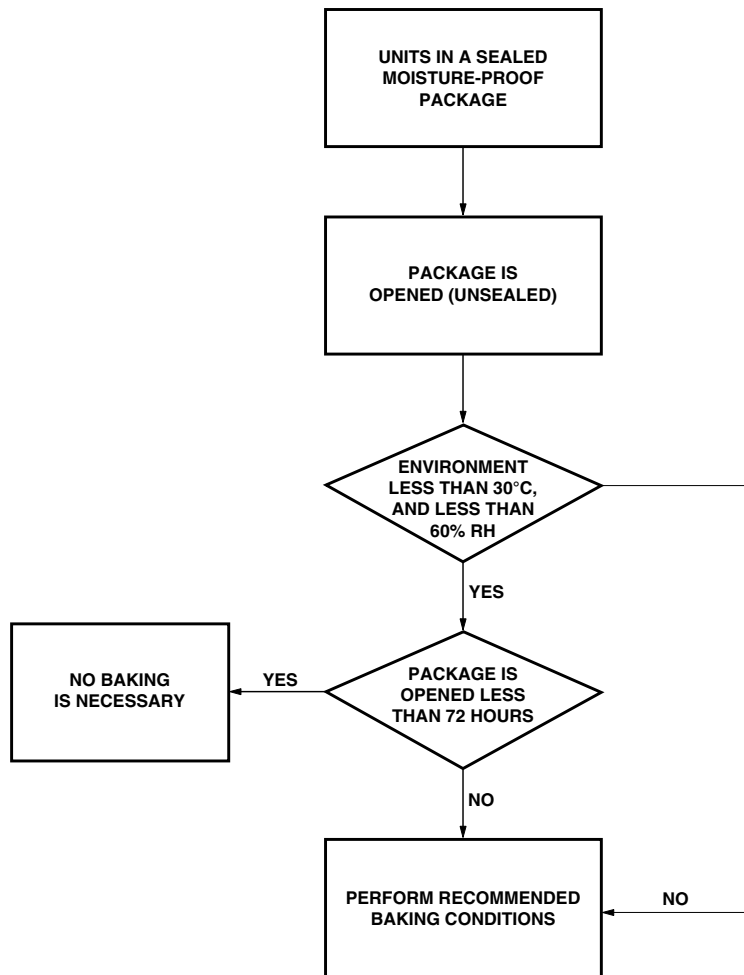 UNITS IN A SEALED
MOISTURE-PROOF
PACKAGE
PACKAGE IS
OPENED (UNSEALED)
ENVIRONMENT
LESS THAN 30°C,
AND LESS THAN
60% RH
YES
NO BAKING
IS NECESSARY
YES
PACKAGE IS
OPENED LESS
THAN 72 HOURS
NO
PERFORM RECOMMENDED
BAKING CONDITIONS
NO